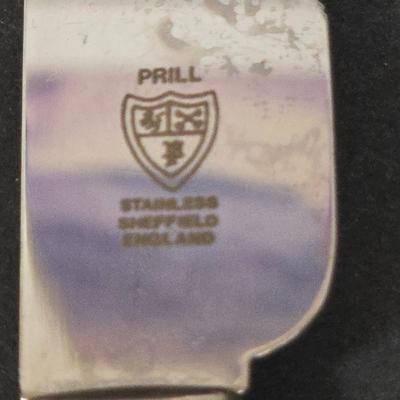 PRILL
P
STAINLESS
SHEFFIELD
ENGLAND